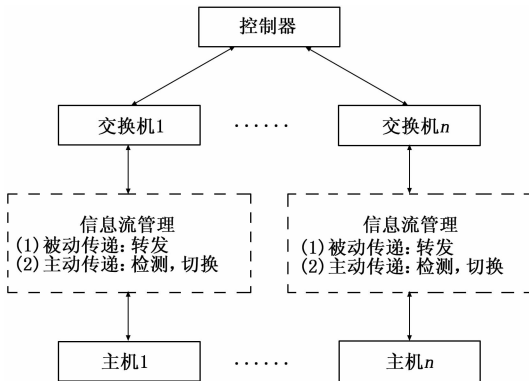 控制器
交换机1
······
交换机n
信息流管理
(1)被动传递:转发
(2)主动传递:检测,切换
信息流管理
(1)被动传递:转发
(2)主动传递:检测,切换
主机1
······
主机n